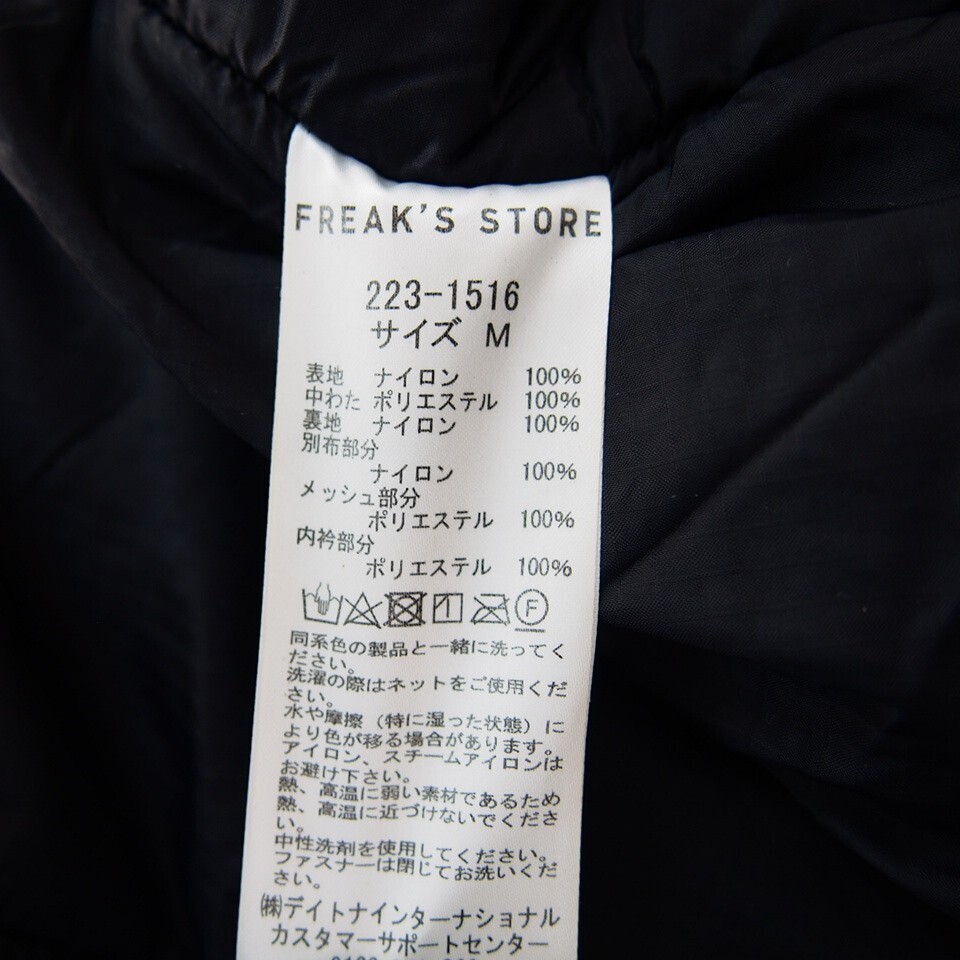 FREAK'S STORE
223-1516
サイズ M
表地 ナイロン 100%
中わた ポリエステル 100%
裏地 ナイロン 100%
別布部分
ナイロン 100%
メッシュ部分
ポリエステル 100%
内衿部分
ポリエステル 100%
F
同系色の製品と一緒に洗ってく
ださい。
洗濯の際はネットをご使用くだ
さい。
水や摩擦（特に湿った状態）に
より色が移る場合があります。
アイロン、スチームアイロンは
お避け下さい。
熱、高温に弱い素材であるため
熱、高温に近づけないでくださ
い。
中性洗剤を使用してください。
ファスナーは閉じてお洗いくだ
さい。
㈱デイトナインターナショナル
カスタマーサポートセンター